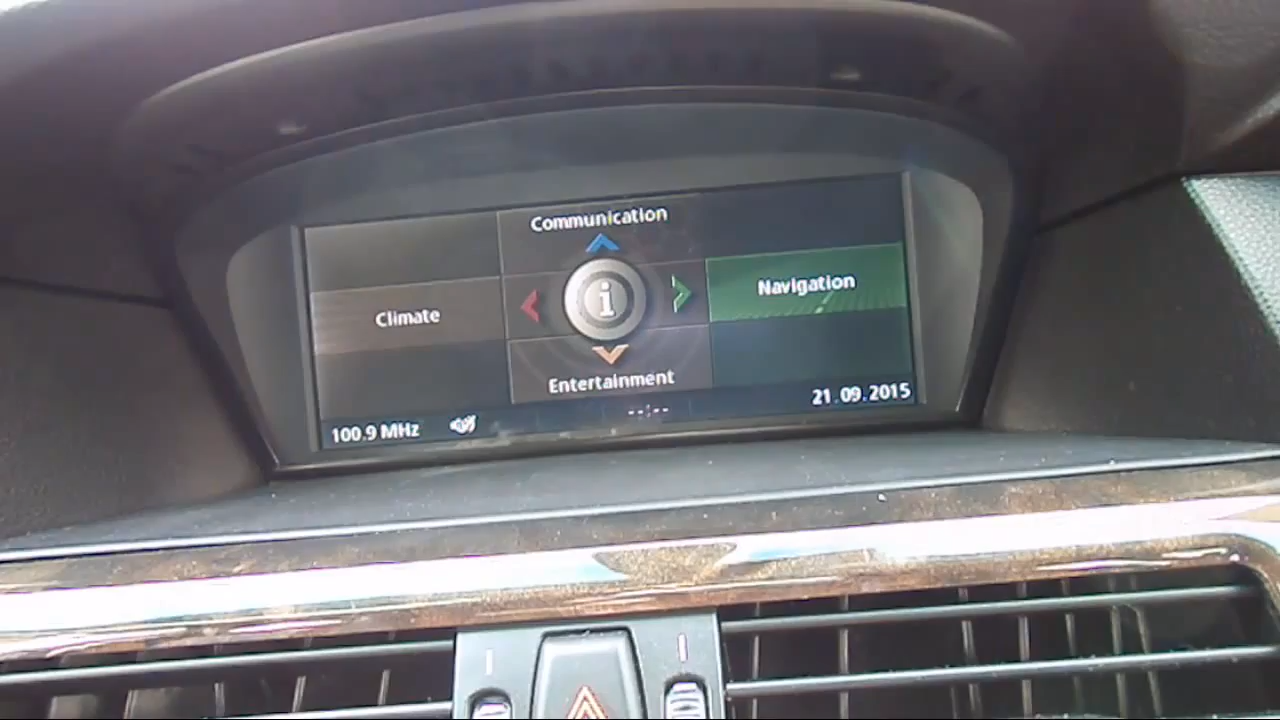 Communication
Climate
i
Navigation
Entertainment
100.9 MHz
--:--
21.09.2015